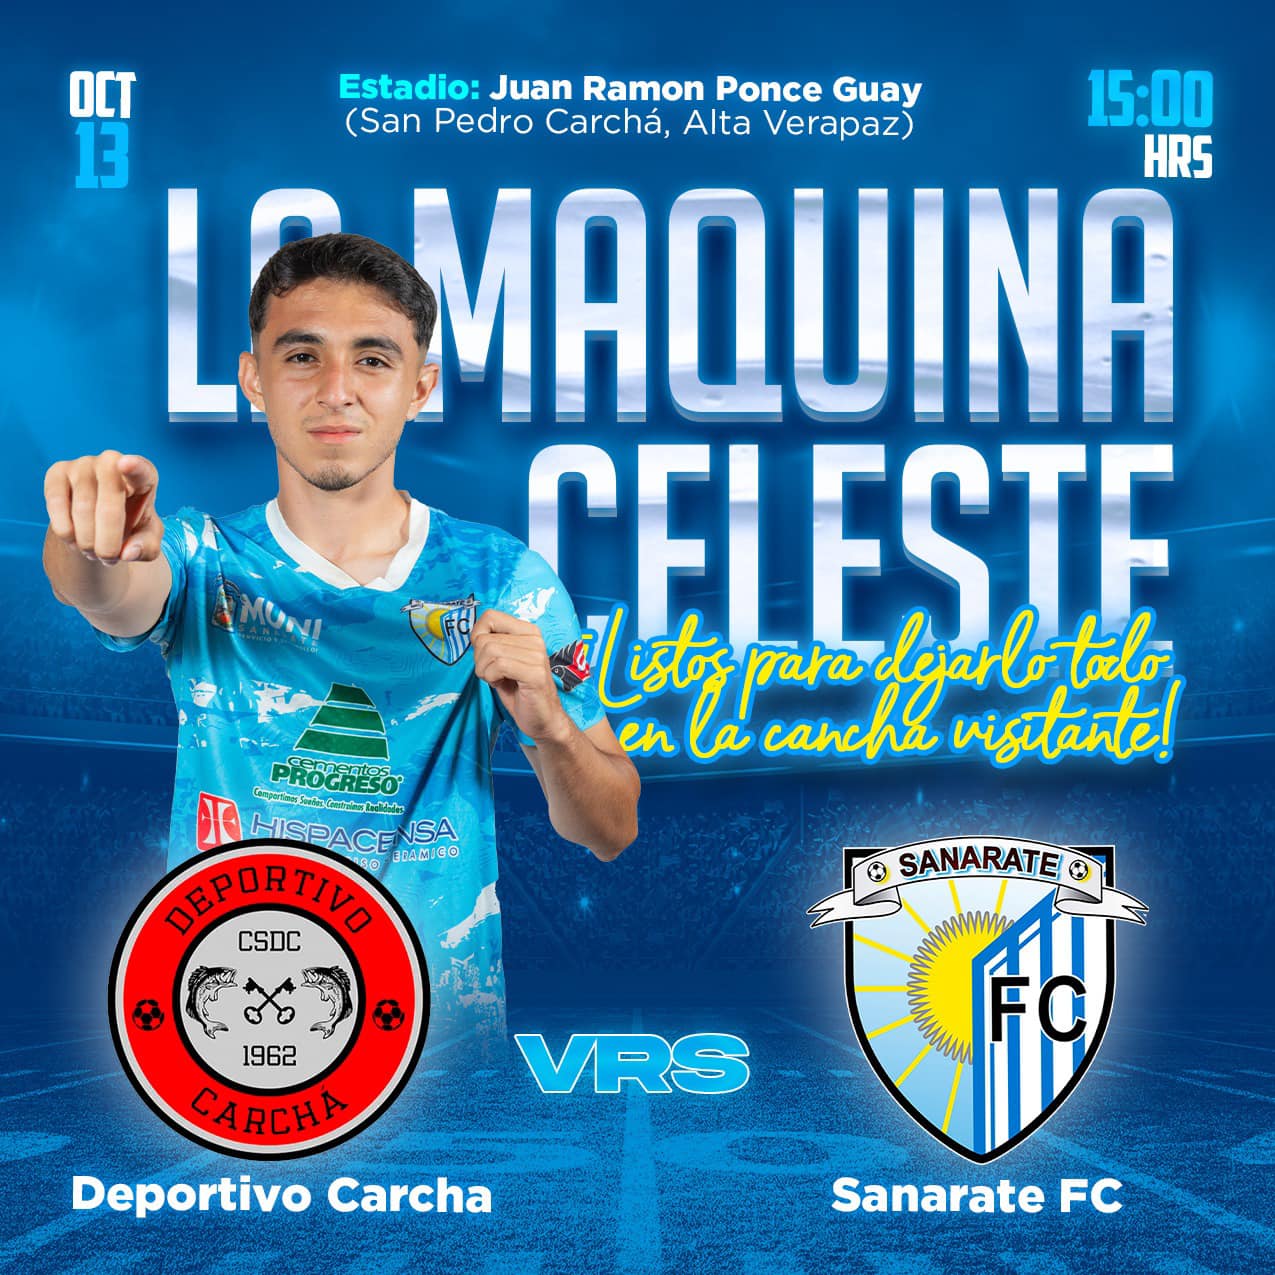 OCT
13
Estadio: Juan Ramon Ponce Guay
(San Pedro Carchá, Alta Verapaz)
15:00
HRS
LA MAQUINA
CELESTE
¡Listos para dejarlo todo
en la cancha visitante!
MUNI
SANARATE
FC
cementos
PROGRESO
Compartimos Sueños, Construimos Realidades
HISPACENSA
DEPORTIVO
CSDC
1962
CARCHÁ
VRS
SANARATE
FC
Deportivo Carcha
Sanarate FC